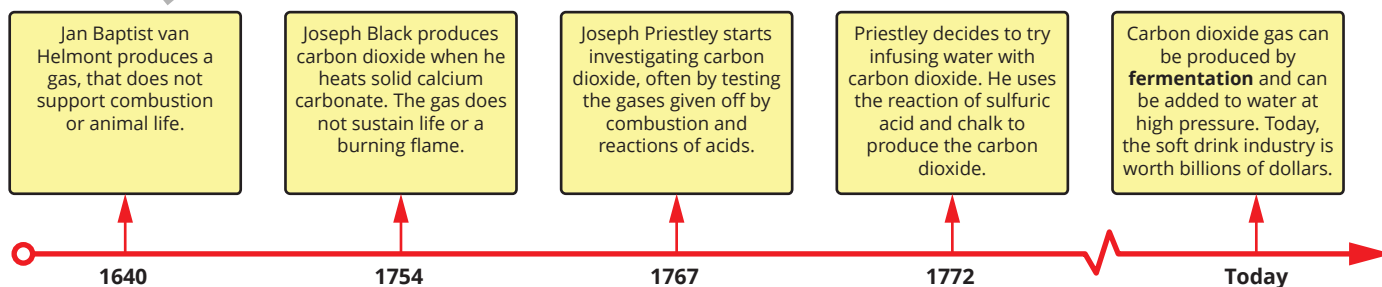 Jan Baptist van
Helmont produces a
gas, that does not
support combustion
or animal life.
Joseph Black produces
carbon dioxide when he
heats solid calcium
carbonate. The gas does
not sustain life or a
burning flame.
Joseph Priestley starts
investigating carbon
dioxide, often by testing
the gases given off by
combustion and
reactions of acids.
Priestley decides to try
infusing water with
carbon dioxide. He uses
the reaction of sulfuric
acid and chalk to
produce the carbon
dioxide.
Carbon dioxide gas can
be produced by
fermentation and can
be added to water at
high pressure. Today,
the soft drink industry is
worth billions of dollars.
1640
1754
1767
1772
Today